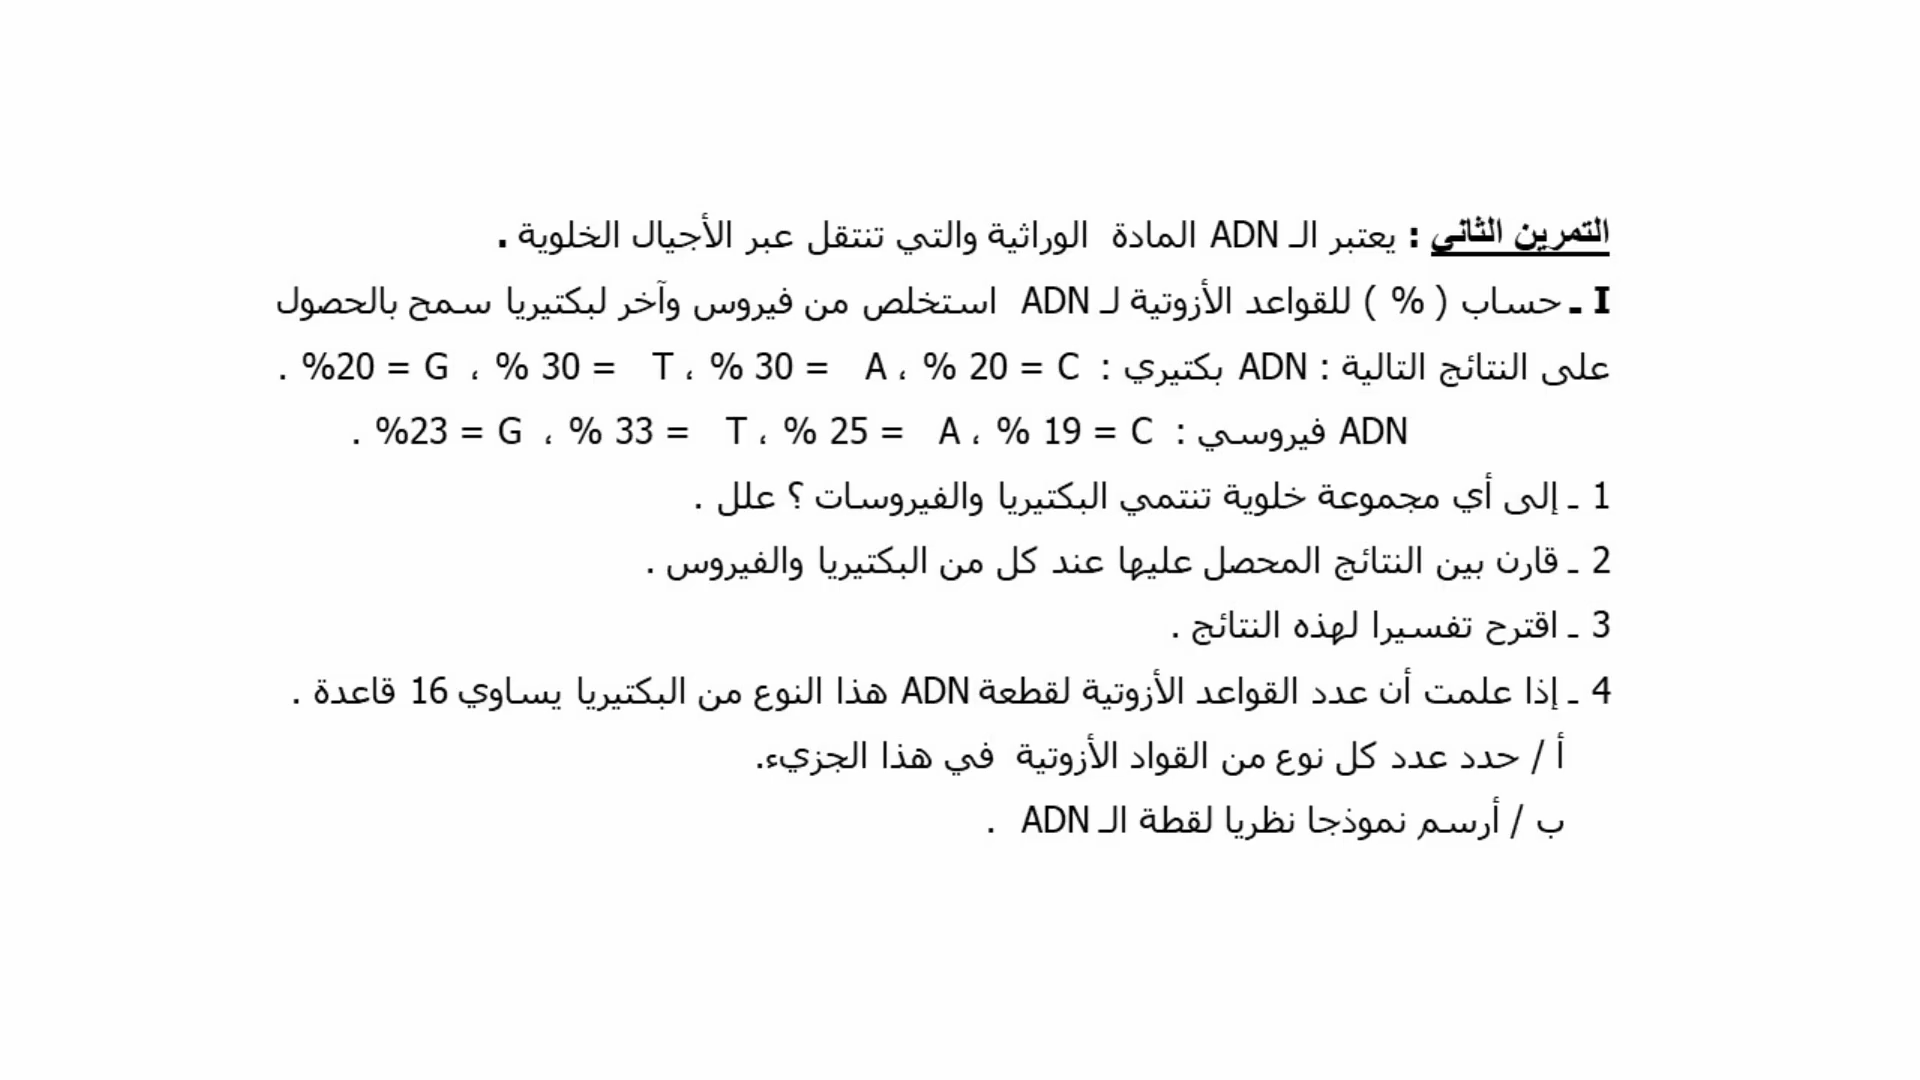 التمرين الثاني : يعتبر الـ ADN المادة الوراثية والتي تنتقل عبر الأجيال الخلوية .
I ـ حساب ( % ) للقواعد الأزوتية لـ ADN استخلص من فيروس وآخر لبكتيريا سمح بالحصول
على النتائج التالية : ADN بكتيري : C = 20 % ، A = 30 % ، T = 30 % ، G = 20% .
ADN فيروسي : C = 19 % ، A = 25 % ، T = 33 % ، G = 23% .
1 ـ إلى أي مجموعة خلوية تنتمي البكتيريا والفيروسات ؟ علل .
2 ـ قارن بين النتائج المحصل عليها عند كل من البكتيريا والفيروس .
3 ـ اقترح تفسيرا لهذه النتائج .
4 ـ إذا علمت أن عدد القواعد الأزوتية لقطعة ADN هذا النوع من البكتيريا يساوي 16 قاعدة .
أ / حدد عدد كل نوع من القواد الأزوتية في هذا الجزيء.
ب / أرسم نموذجا نظريا لقطة الـ ADN .